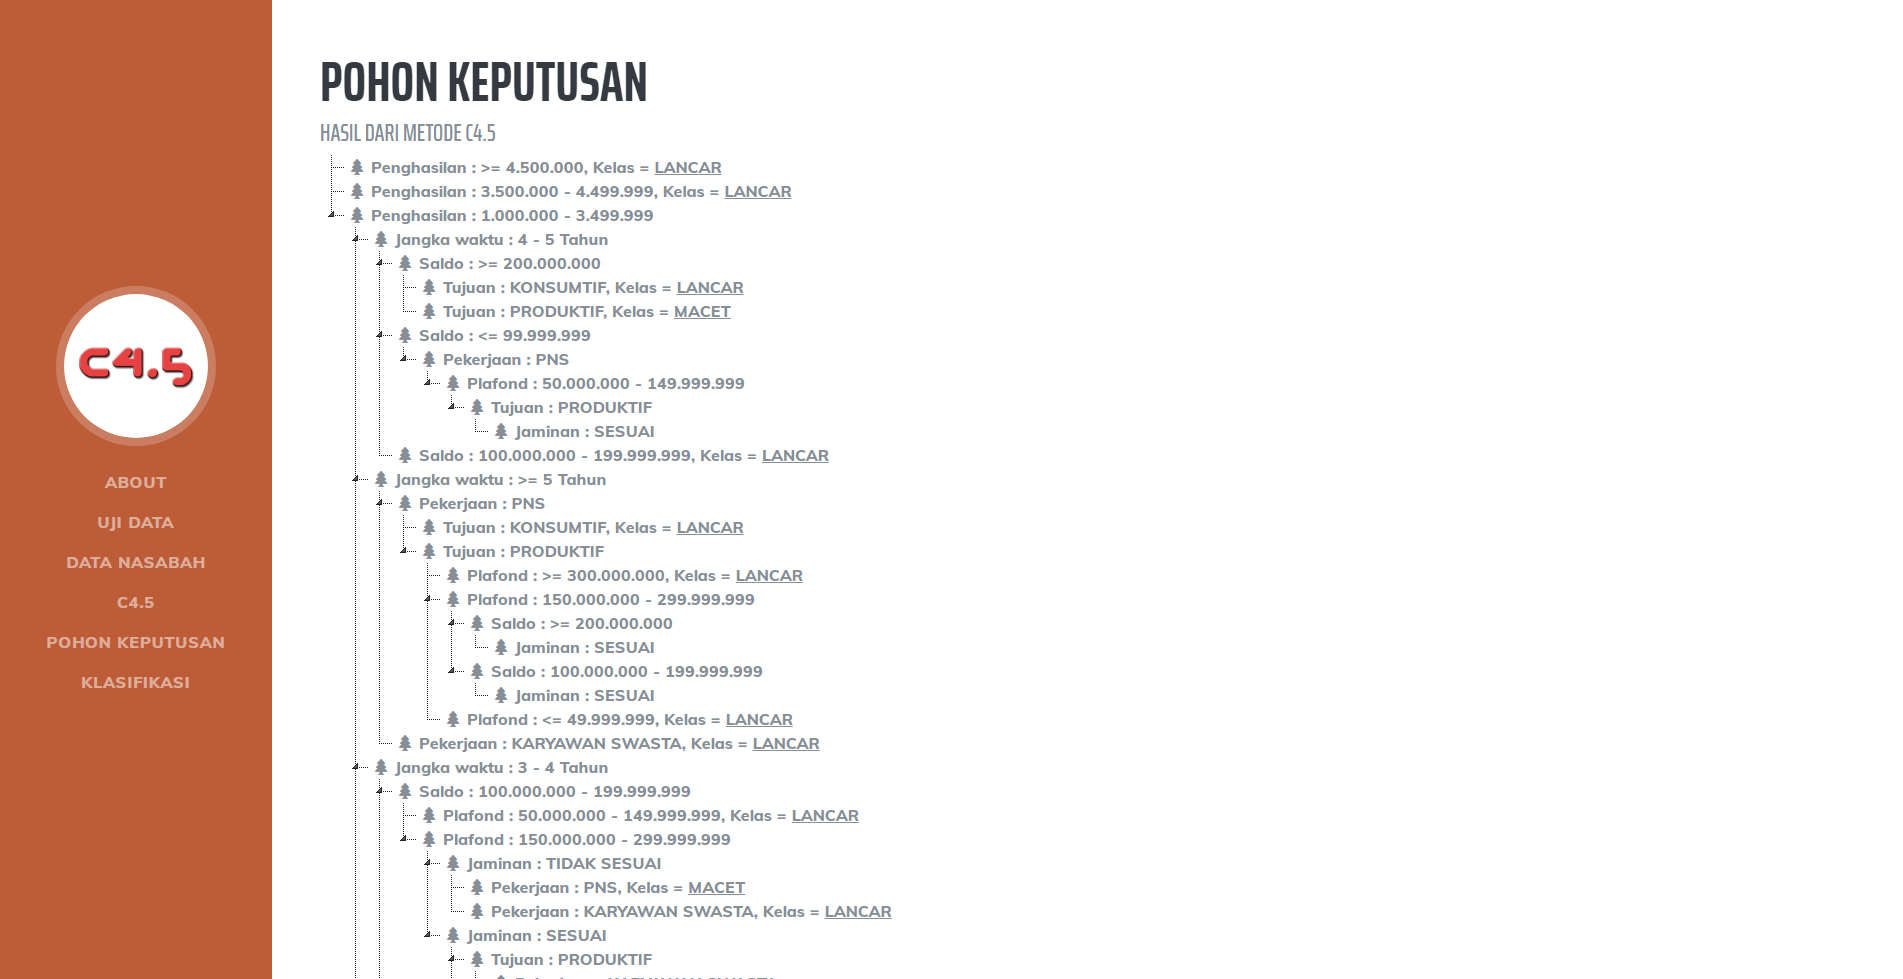 C4.5
ABOUT
UJI DATA
DATA NASABAH
C4.5
POHON KEPUTUSAN
KLASIFIKASI
POHON KEPUTUSAN
HASIL DARI METODE C4.5
Penghasilan : >= 4.500.000, Kelas = LANCAR
Penghasilan : 3.500.000 - 4.499.999, Kelas = LANCAR
Penghasilan : 1.000.000 - 3.499.999
Jangka waktu : 4 - 5 Tahun
Saldo : >= 200.000.000
Tujuan : KONSUMTIF, Kelas = LANCAR
Tujuan : PRODUKTIF, Kelas = MACET
Saldo : <= 99.999.999
Pekerjaan : PNS
Plafond : 50.000.000 - 149.999.999
Tujuan : PRODUKTIF
Jaminan : SESUAI
Saldo : 100.000.000 - 199.999.999, Kelas = LANCAR
Jangka waktu : >= 5 Tahun
Pekerjaan : PNS
Tujuan : KONSUMTIF, Kelas = LANCAR
Tujuan : PRODUKTIF
Plafond : >= 300.000.000, Kelas = LANCAR
Plafond : 150.000.000 - 299.999.999
Saldo : >= 200.000.000
Jaminan : SESUAI
Saldo : 100.000.000 - 199.999.999
Jaminan : SESUAI
Plafond : <= 49.999.999, Kelas = LANCAR
Pekerjaan : KARYAWAN SWASTA, Kelas = LANCAR
Jangka waktu : 3 - 4 Tahun
Saldo : 100.000.000 - 199.999.999
Plafond : 50.000.000 - 149.999.999, Kelas = LANCAR
Plafond : 150.000.000 - 299.999.999
Jaminan : TIDAK SESUAI
Pekerjaan : PNS, Kelas = MACET
Pekerjaan : KARYAWAN SWASTA, Kelas = LANCAR
Jaminan : SESUAI
Tujuan : PRODUKTIF